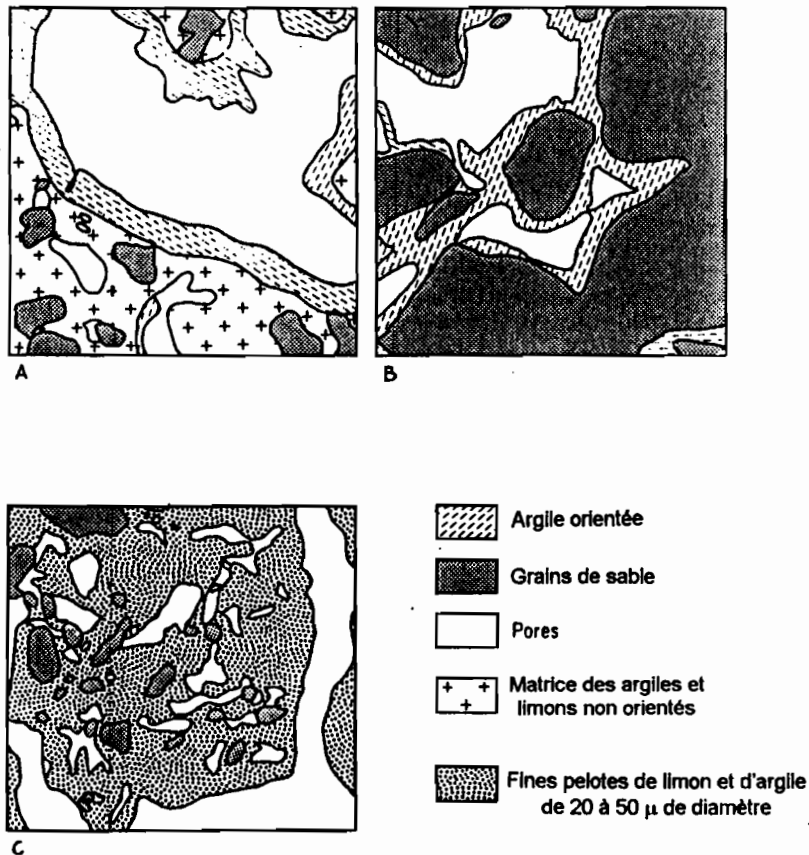 A
B
Argile orientée
Grains de sable
Pores
Matrice des argiles et
limons non orientés
Fines pelotes de limon et d'argile
de 20 à 50 µ de diamètre
C